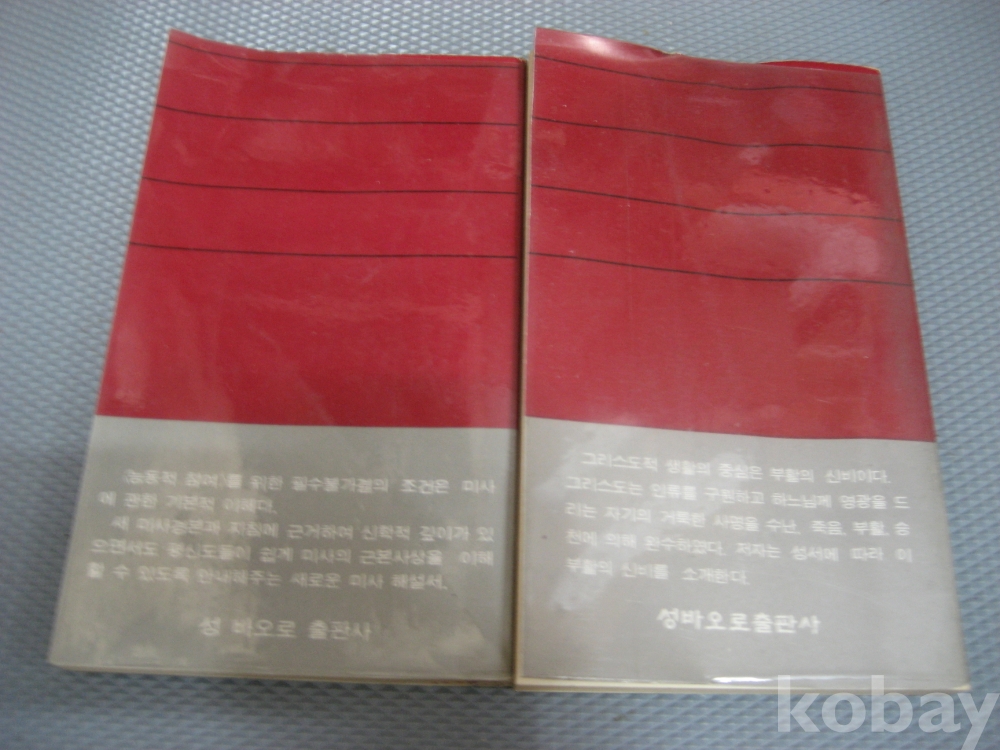 〈능동적 참여〉를 위한 필수불가결의 조건은 미사
에 관한 기본적 이해다.
새 미사경본과 지침에 근거하여 신학적 깊이가 있
으면서도 평신도들이 쉽게 미사의 근본사상을 이해
할 수 있도록 안내해주는 새로운 미사 해설서.
성 바오로 출판사
그리스도적 생활의 중심은 부활의 신비이다.
그리스도는 인류를 구원하고 하느님께 영광을 드
리는 자기의 거룩한 사명을 수난, 죽음, 부활, 승
천에 의해 완수하였다. 저자는 성서에 따라 이
부활의 신비를 소개한다.
성바오로출판사
kobay